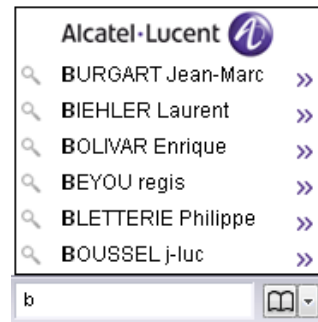 Alcatel·Lucent
BURGART Jean-Marc
BIEHLER Laurent
BOLIVAR Enrique
BEYOU regis
BLETTERIE Philippe
BOUSSEL j-luc
b